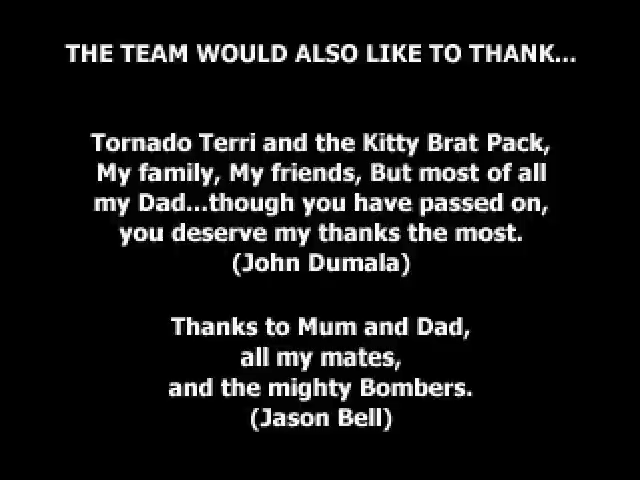 THE TEAM WOULD ALSO LIKE TO THANK...
Tornado Terri and the Kitty Brat Pack,
My family, My friends, But most of all
my Dad...though you have passed on,
you deserve my thanks the most.
(John Dumala)
Thanks to Mum and Dad,
all my mates,
and the mighty Bombers.
(Jason Bell)